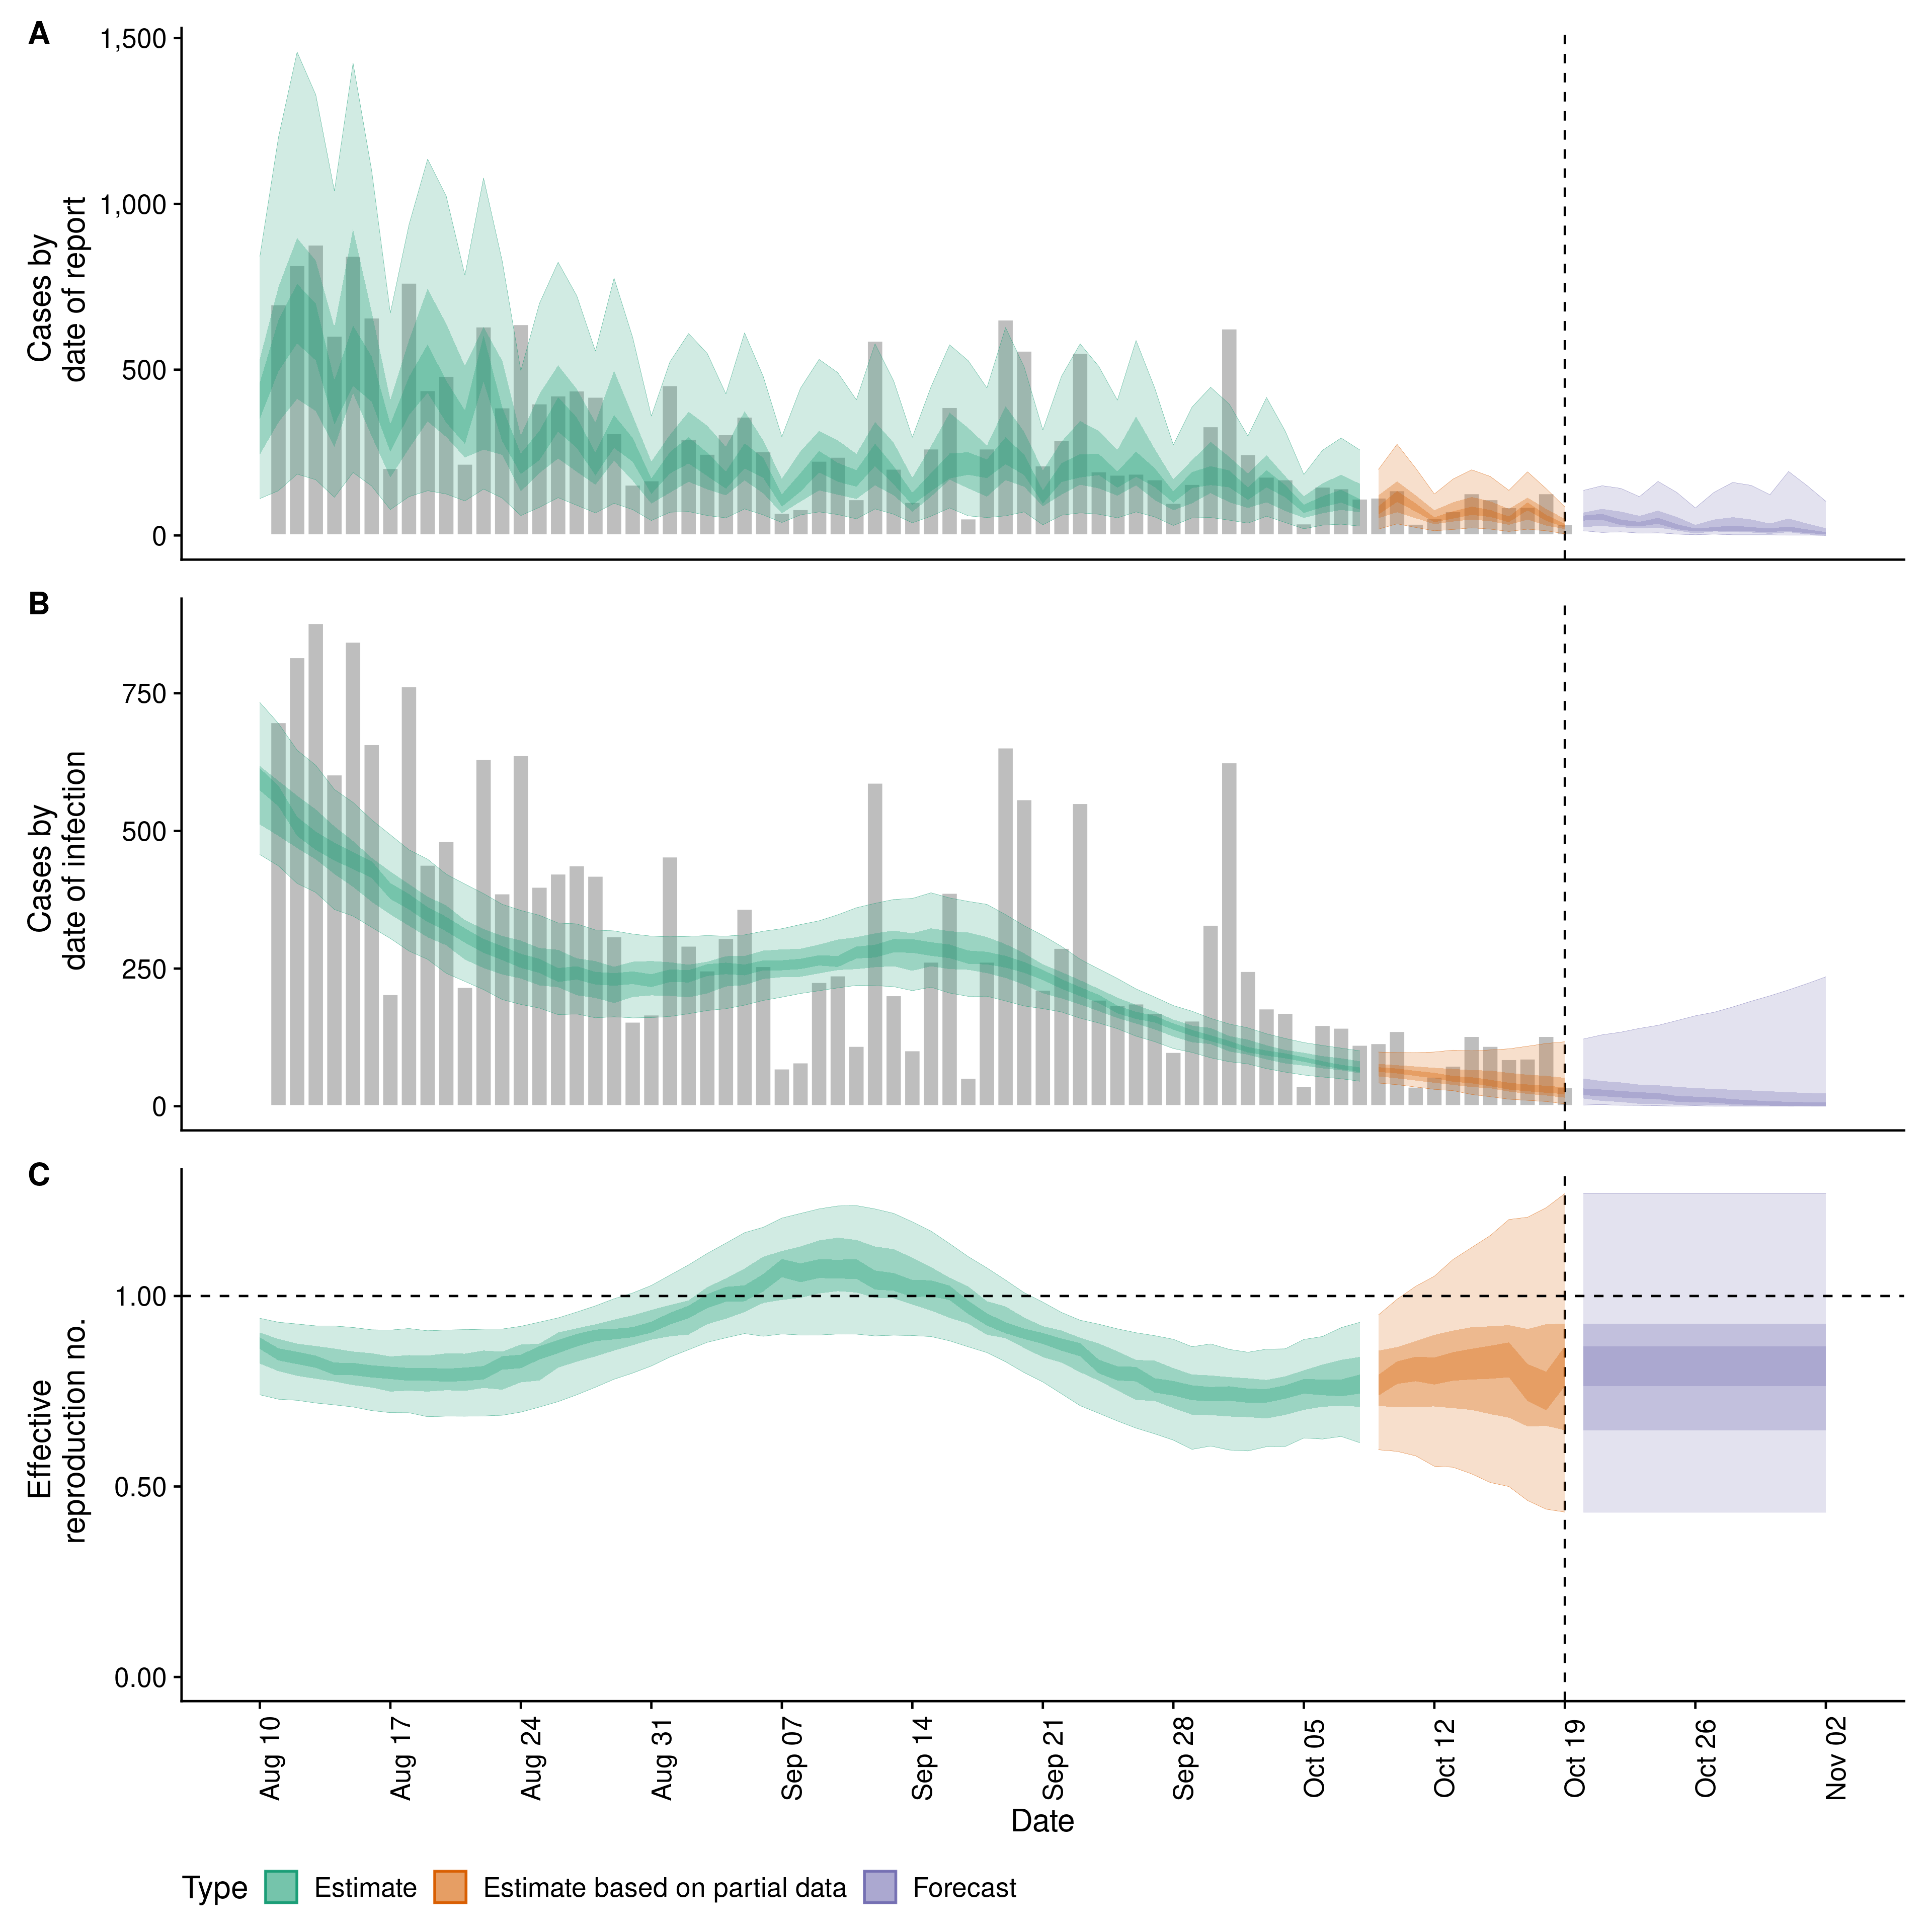 A
Cases by
date of report
1,500
1,000
500
0
B
Cases by
date of infection
750
500
250
0
C
Effective
reproduction no.
1.00
0.50
0.00
Aug 10
Aug 17
Aug 24
Aug 31
Sep 07
Sep 14
Sep 21
Sep 28
Oct 05
Oct 12
Oct 19
Oct 26
Nov 02
Date
Type Estimate Estimate based on partial data Forecast